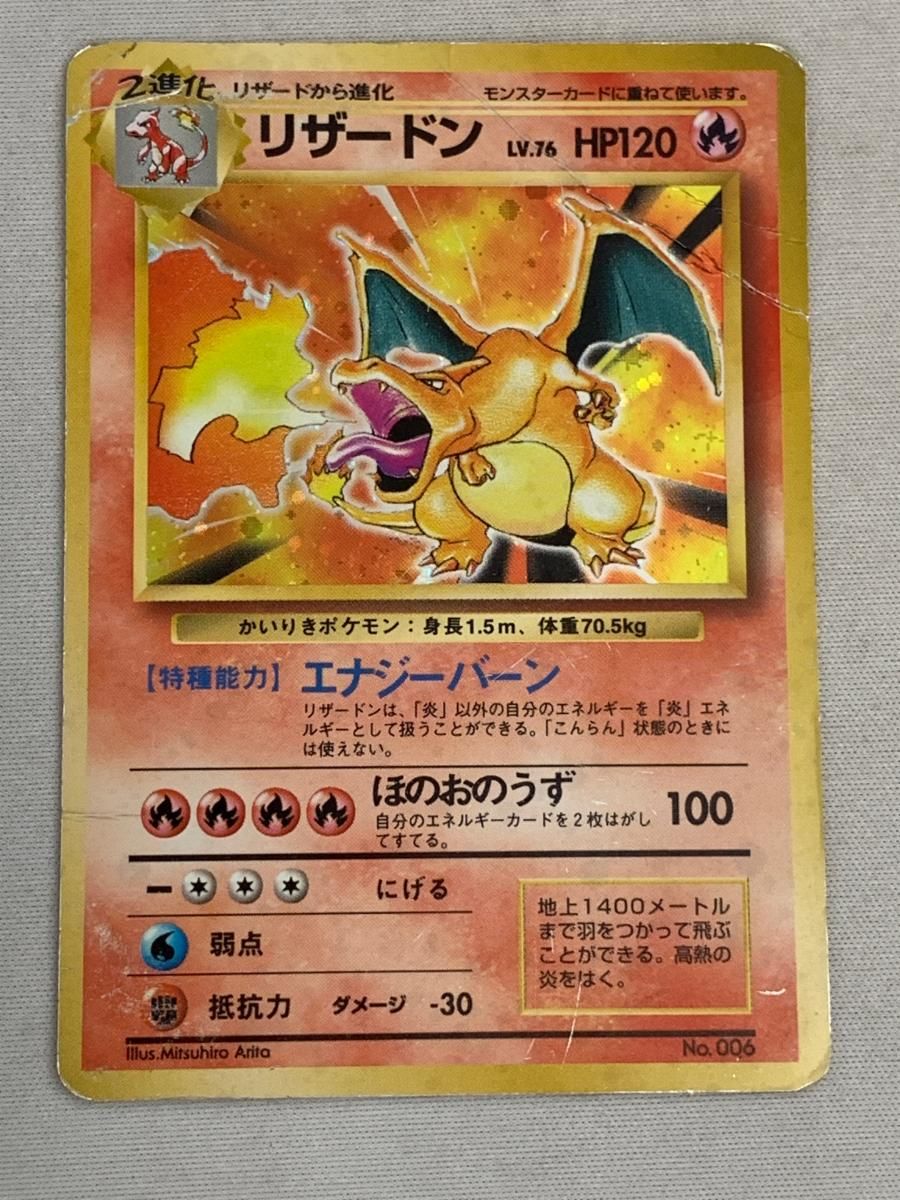 2進化 リザードから進化 モンスターカードに重ねて使います。
リザードン LV.76 HP120
かいりきポケモン：身長1.5m、体重70.5kg
【特種能力】 エナジーバーン
リザードンは、「炎」以外の自分のエネルギーを「炎」エネ
ルギーとして扱うことができる。「こんらん」状態のときに
は使えない。
ほのおのうず 100
自分のエネルギーカードを2枚はがし
てすてる。
にげる
弱点
抵抗力 ダメージ -30
地上1400メートル
まで羽をつかって飛ぶ
ことができる。高熱の
炎をはく。
Illus.Mitsuhiro Arita No.006